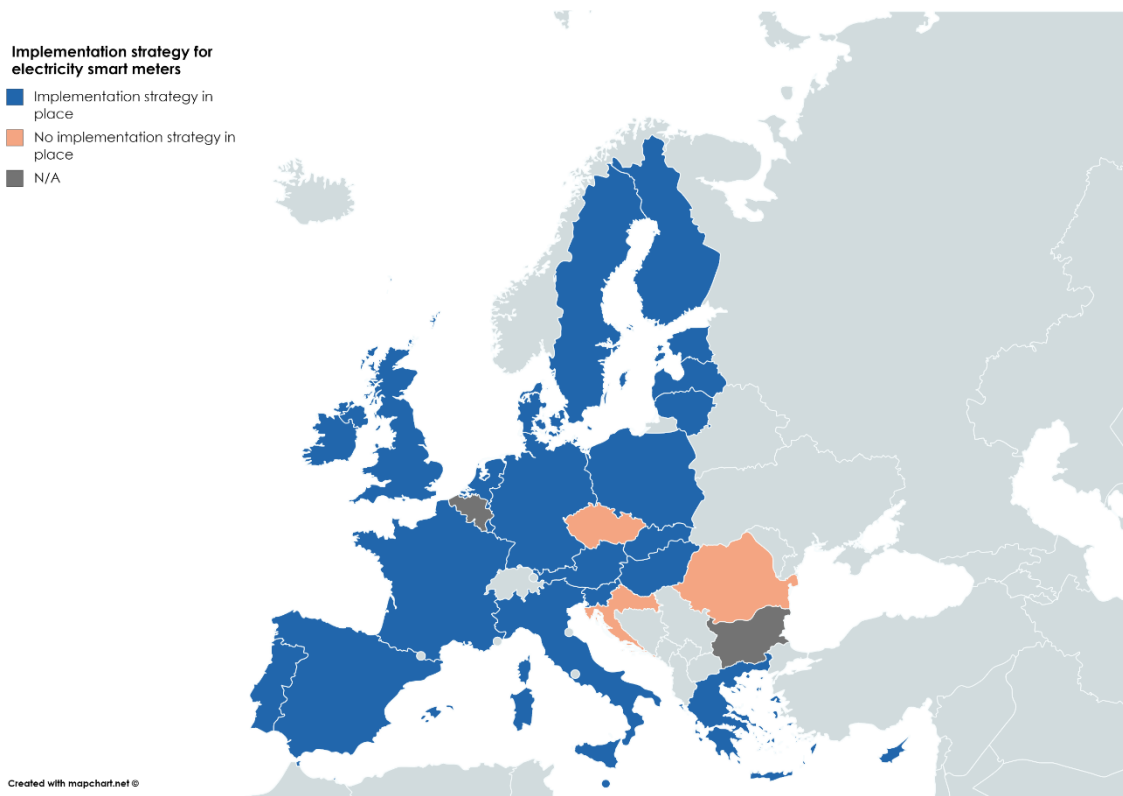 Implementation strategy for
electricity smart meters
Implementation strategy in
place
No implementation strategy in
place
N/A
Created with mapchart.net ©